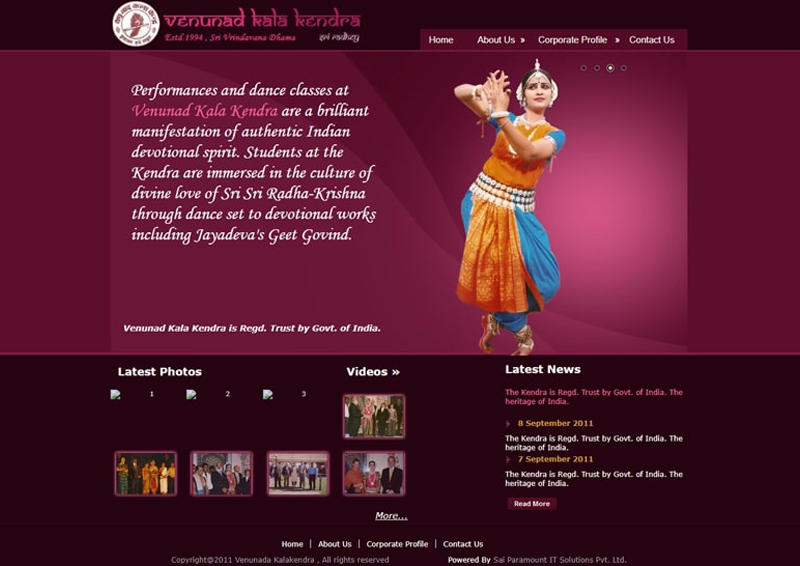 Venunad Kala Kendra
Estd.1994 , Sri Vrindavana Dhama
Sri Radhey
Home About Us » Corporate Profile » Contact Us
Performances and dance classes at
Venunad Kala Kendra are a brilliant
manifestation of authentic Indian
devotional spirit. Students at the
Kendra are immersed in the culture of
divine love of Sri Sri Radha-Krishna
through dance set to devotional works
including Jayadeva's Geet Govind.
Venunad Kala Kendra is Regd. Trust by Govt. of India.
Latest Photos
1 2 3
Videos »
More...
Latest News
The Kendra is Regd. Trust by Govt. of India. The
heritage of India.
8 September 2011
The Kendra is Regd. Trust by Govt. of India. The
heritage of India.
7 September 2011
The Kendra is Regd. Trust by Govt. of India. The
heritage of India.
Read More
Home | About Us | Corporate Profile | Contact Us
Copyright@2011 Venunada Kalakendra , All rights reserved
Powered By Sai Paramount IT Solutions Pvt. Ltd.